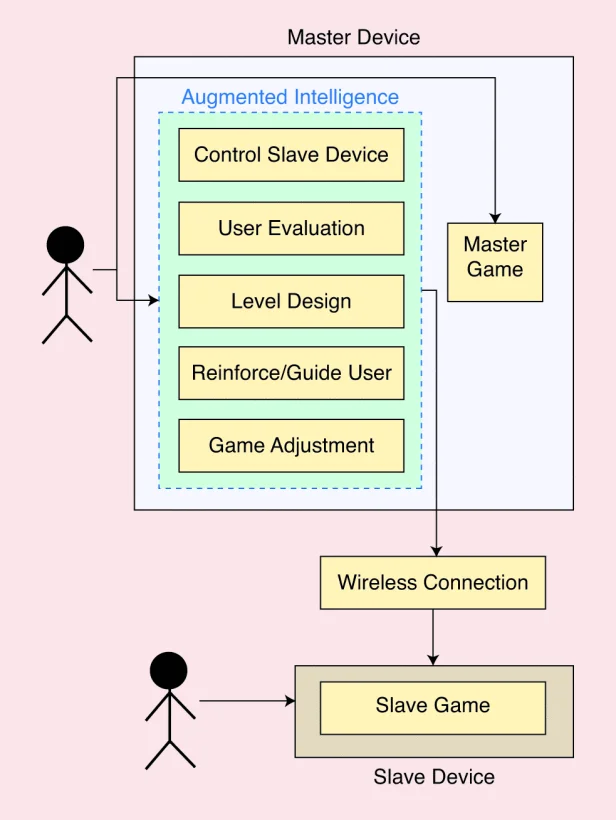 Master Device
Augmented Intelligence
Control Slave Device
User Evaluation
Master
Game
Level Design
Reinforce/Guide User
Game Adjustment
Wireless Connection
Slave Game
Slave Device